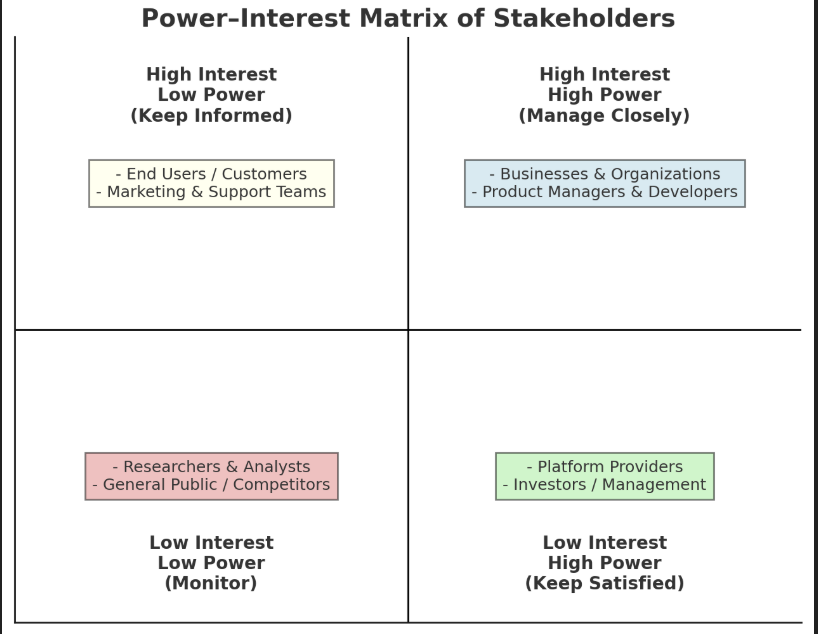 Power–Interest Matrix of Stakeholders
High Interest
Low Power
(Keep Informed)
- End Users / Customers
- Marketing & Support Teams
High Interest
High Power
(Manage Closely)
- Businesses & Organizations
- Product Managers & Developers
- Researchers & Analysts
- General Public / Competitors
Low Interest
Low Power
(Monitor)
- Platform Providers
- Investors / Management
Low Interest
High Power
(Keep Satisfied)